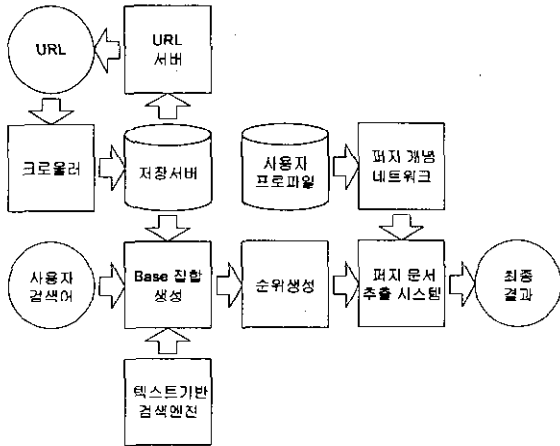 URL
URL
서버
크로울러
저장서버
사용자
프로파일
퍼지 개념
네트워크
사용자
검색어
Base 집합
생성
순위생성
퍼지 문서
추출 시스템
최종
결과
텍스트기반
검색엔진